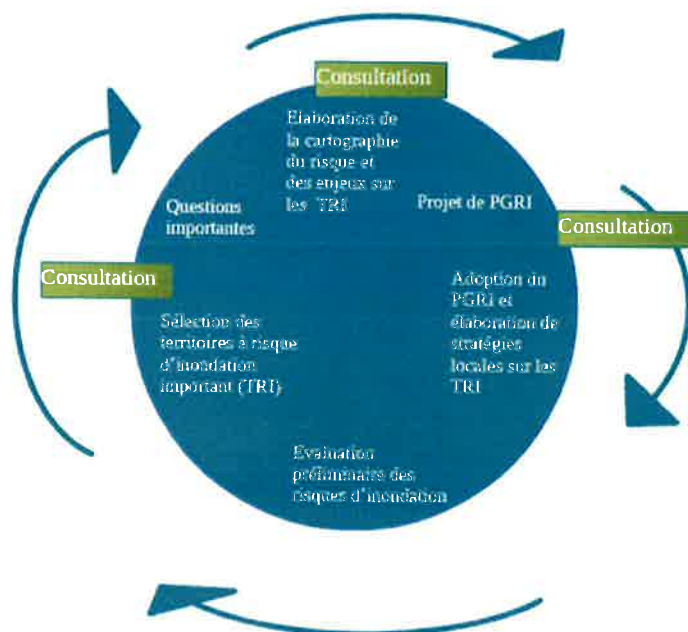 Consultation
Elaboration de
la cartographie
du risque et
des enjeux sur
les TRI
Questions
importantes
Projet de PGRI
Consultation
Consultation
Adoption du
PGRI et
élaboration de
stratégies
locales sur les
TRI
Sélection des
territoires à risque
d'inondation
important (TRI)
Evaluation
préliminaire des
risques d'inondation